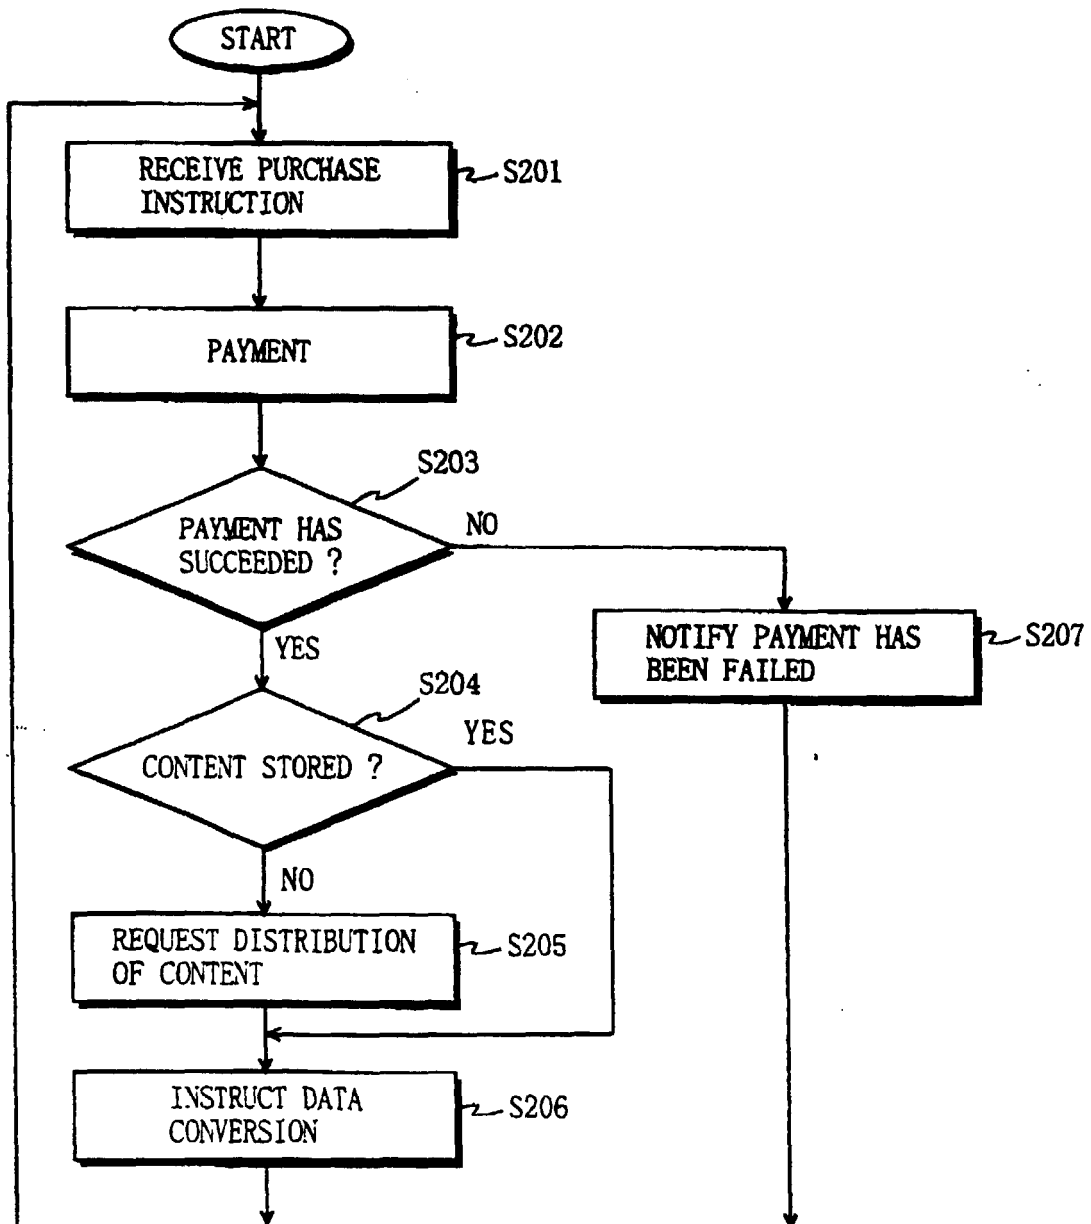 START
RECEIVE PURCHASE
INSTRUCTION
S201
PAYMENT
S202
S203
PAYMENT HAS
SUCCEEDED ?
NO
YES
NOTIFY PAYMENT HAS
BEEN FAILED
S207
S204
CONTENT STORED ?
YES
NO
REQUEST DISTRIBUTION
OF CONTENT
S205
INSTRUCT DATA
CONVERSION
S206